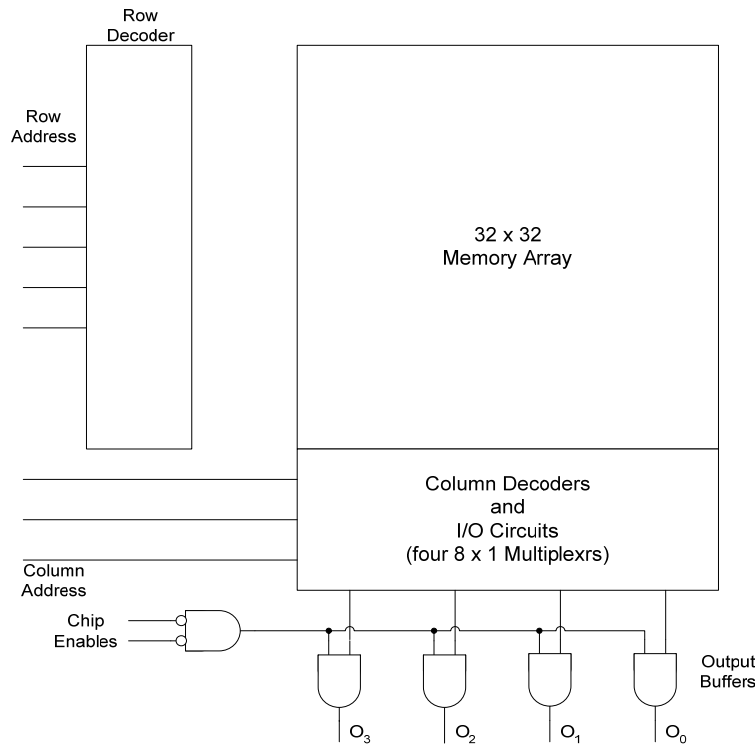 Row
Decoder
Row
Address
32 x 32
Memory Array
Column Decoders
and
I/O Circuits
(four 8 x 1 Multiplexrs)
Column
Address
Chip
Enables
Output
Buffers
O3
O2
O1
O0